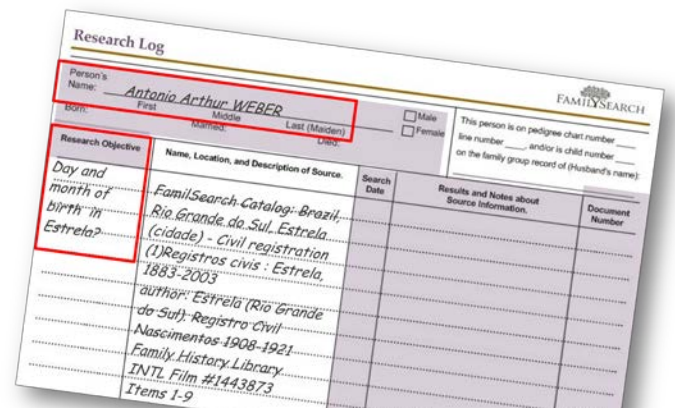 Research Log
FAMILYSEARCH
Person's
Name: Antonio Arthur WEBER
First Middle Last (Maiden)
Male
Female
Born: Married: Died:
This person is on pedigree chart number ____
line number ____, and/or is child number ____
on the family group record of (Husband's name):
Research Objective
Name, Location, and Description of Source.
Search
Date
Results and Notes about
Source Information.
Document
Number
Day and
month of
birth in
Estrela?
FamilSearch Catalog: Brazil,
Rio Grande do Sul, Estrela
(cidade) - Civil registration
(1)Registros civis : Estrela,
1883-2003
author: Estrela (Rio Grande
do Sul). Registro Civil
Nascimentos 1908-1921
Family History Library
INTL Film #1443873
Items 1-9